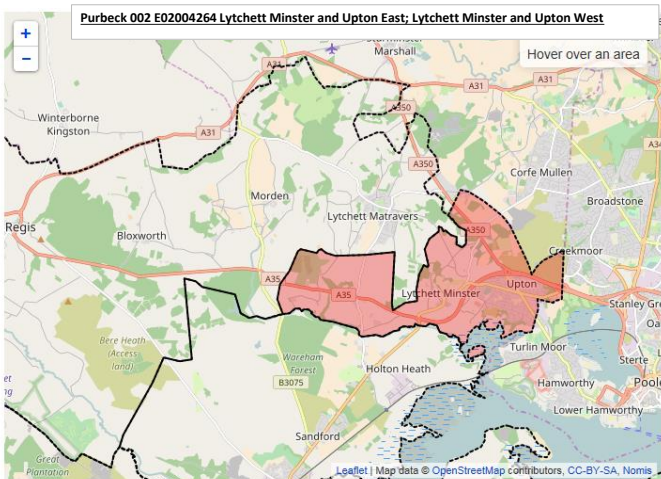 Purbeck 002 E02004264 Lytchett Minster and Upton East; Lytchett Minster and Upton West
+
−
Hover over an area
Marshall
A31
A31
A31
A350
Winterborne
Kingston
A31
A350
A350
Corfe Mullen
Broadstone
Morden
Lytchett Matravers
Regis
Bloxworth
A350
Creekmoor
A35
A35
Lytchett Minster
Upton
Stanley Gre
Turlin Moor
Bere Heath
(Access
land)
Wareham
Forest
Holton Heath
Sterte
Hamworthy
Poole
B3075
Lower Hamworthy
Sandford
Great
Plantation
Leaflet | Map data © OpenStreetMap contributors, CC-BY-SA, Nomis